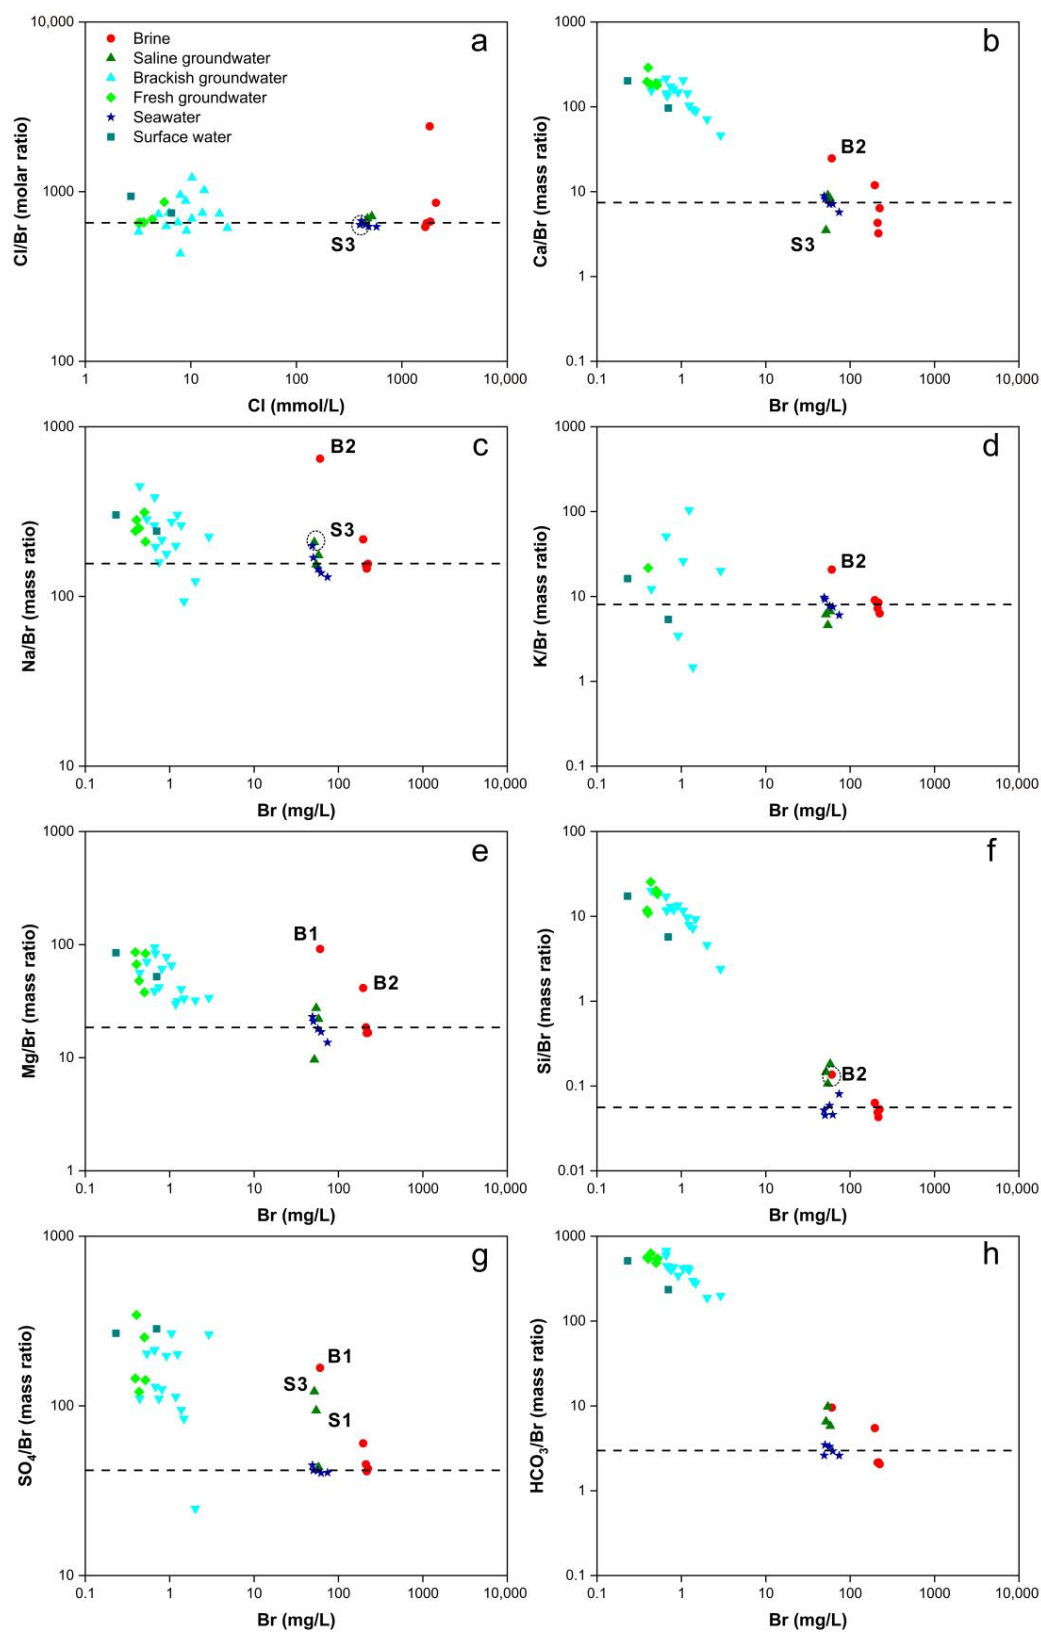 a
10,000
1000
100
Cl/Br (molar ratio)
Brine
Saline groundwater
Brackish groundwater
Fresh groundwater
Seawater
Surface water
S3
1 10 100 1000 10,000
Cl (mmol/L)
b
1000
100
10
1
0.1
Ca/Br (mass ratio)
B2
S3
0.1 1 10 100 1000 10,000
Br (mg/L)
c
1000
100
10
Na/Br (mass ratio)
B2
S3
0.1 1 10 100 1000 10,000
Br (mg/L)
d
1000
100
10
1
0.1
K/Br (mass ratio)
B2
0.1 1 10 100 1000 10,000
Br (mg/L)
e
1000
100
10
1
Mg/Br (mass ratio)
B1
B2
0.1 1 10 100 1000 10,000
Br (mg/L)
f
100
10
1
0.1
0.01
Si/Br (mass ratio)
B2
0.1 1 10 100 1000 10,000
Br (mg/L)
g
1000
100
10
SO₄/Br (mass ratio)
B1
S3
S1
0.1 1 10 100 1000 10,000
Br (mg/L)
h
1000
100
10
1
0.1
HCO₃/Br (mass ratio)
0.1 1 10 100 1000 10,000
Br (mg/L)